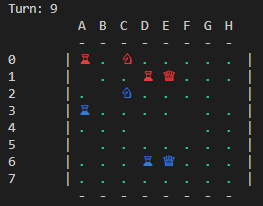 Turn: 9
A B C D E F G H
- - - - - - - -
0 | ♖ . ♘ . . . . . |
1 | . . ♖ ♕ . . . |
2 | . ♘ . . . . . |
3 | ♖ . . . . . . . |
4 | . . . . . . . |
5 | . . . . . . . |
6 | . . . ♖ ♕ . . . |
7 | . . . . . . . . |
- - - - - - - -